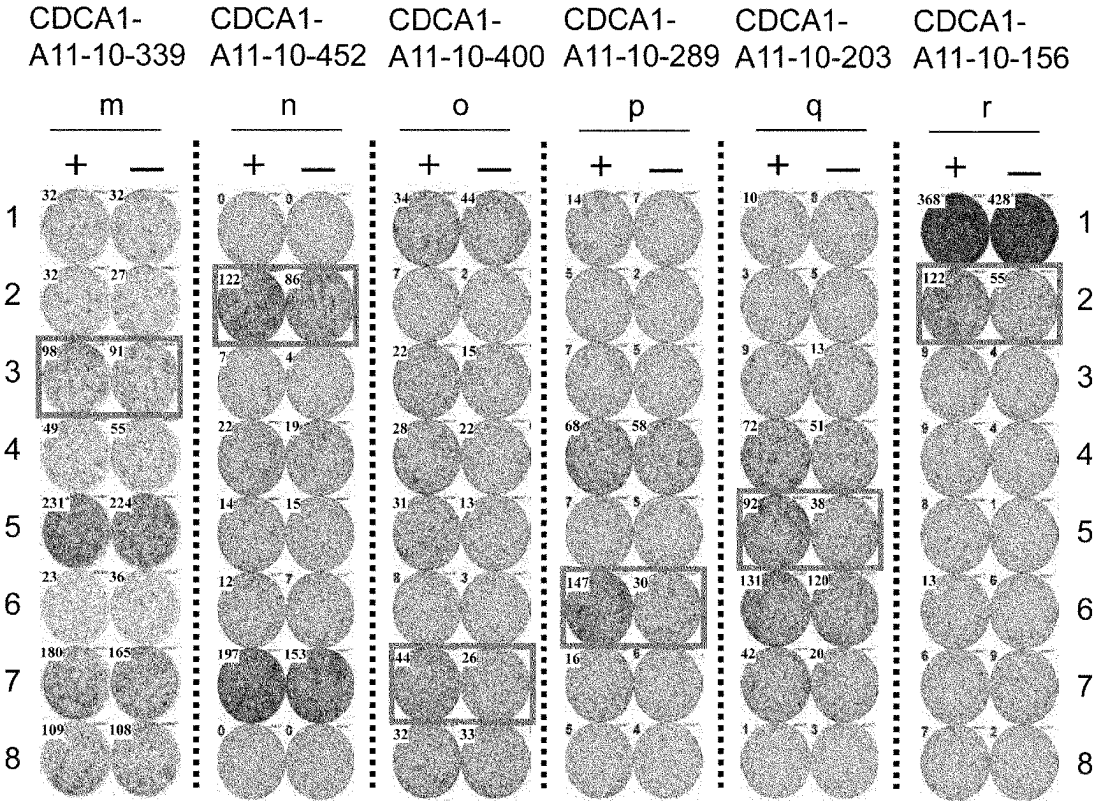 CDCA1- CDCA1- CDCA1- CDCA1- CDCA1- CDCA1-
A11-10-339 A11-10-452 A11-10-400 A11-10-289 A11-10-203 A11-10-156
m n o p q r
+ — + — + — + — + — + —
1 32 32 0 0 34 44 14 7 10 8 368 428 1
2 32 27 122 86 7 2 5 2 3 5 122 55 2
3 98 91 7 4 22 15 7 5 9 13 9 4 3
4 49 55 22 19 28 22 68 58 72 51 9 4 4
5 231 224 14 15 31 13 7 5 92 38 8 1 5
6 23 36 12 7 8 3 147 30 131 120 13 6 6
7 180 165 197 153 44 26 16 6 42 20 6 9 7
8 109 108 0 0 32 33 5 4 1 3 7 2 8